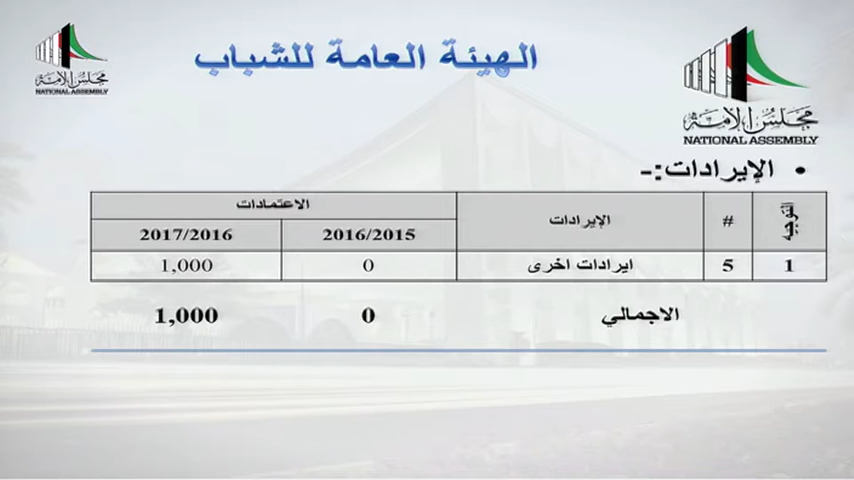 الهيئة العامة للشباب
مجلس الأمة
NATIONAL ASSEMBLY
مجلس الأمة
NATIONAL ASSEMBLY
• الإيرادات:-
التوجيه # الإيرادات الاعتمادات
2016/2015 2017/2016
1 5 ايرادات اخرى 0 1,000
الاجمالي 0 1,000